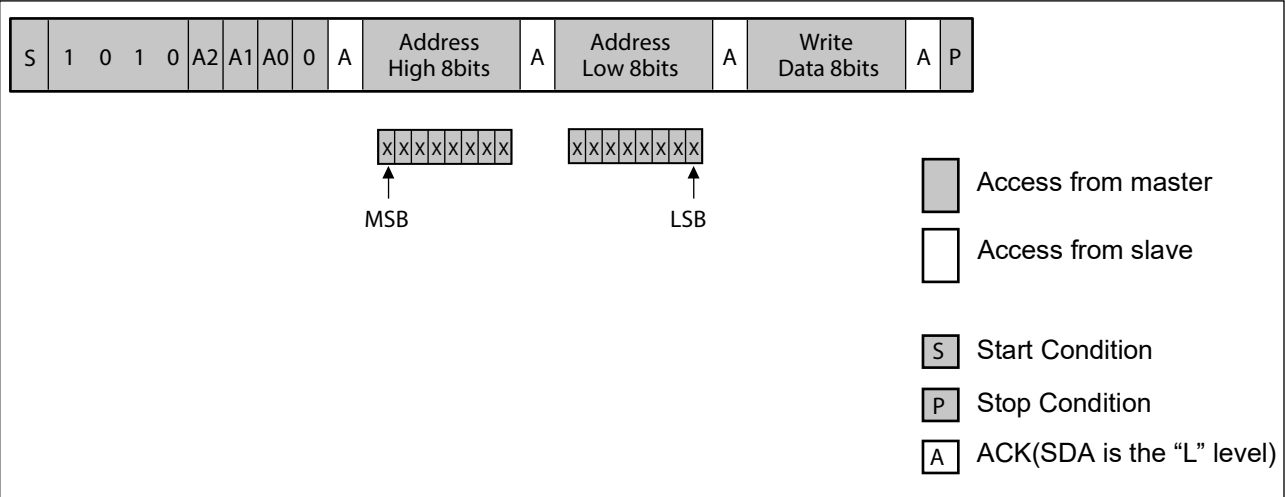 S 1 0 1 0 A2 A1 A0 0 A Address High 8bits A Address Low 8bits A Write Data 8bits A P
X X X X X X X X X X X X X X X X
MSB LSB
Access from master
Access from slave
S Start Condition
P Stop Condition
A ACK(SDA is the “L” level)